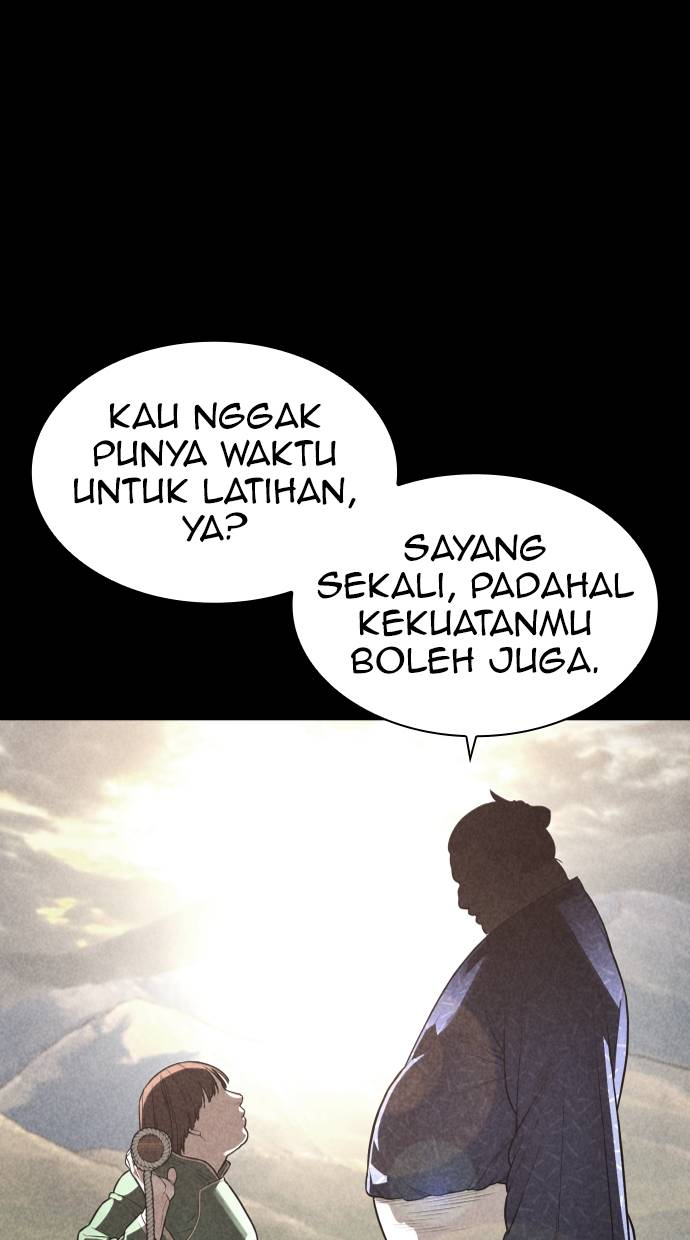 KAU NGGAK
PUNYA WAKTU
UNTUK LATIHAN,
YA?
SAYANG
SEKALI, PADAHAL
KEKUATANMU
BOLEH JUGA.